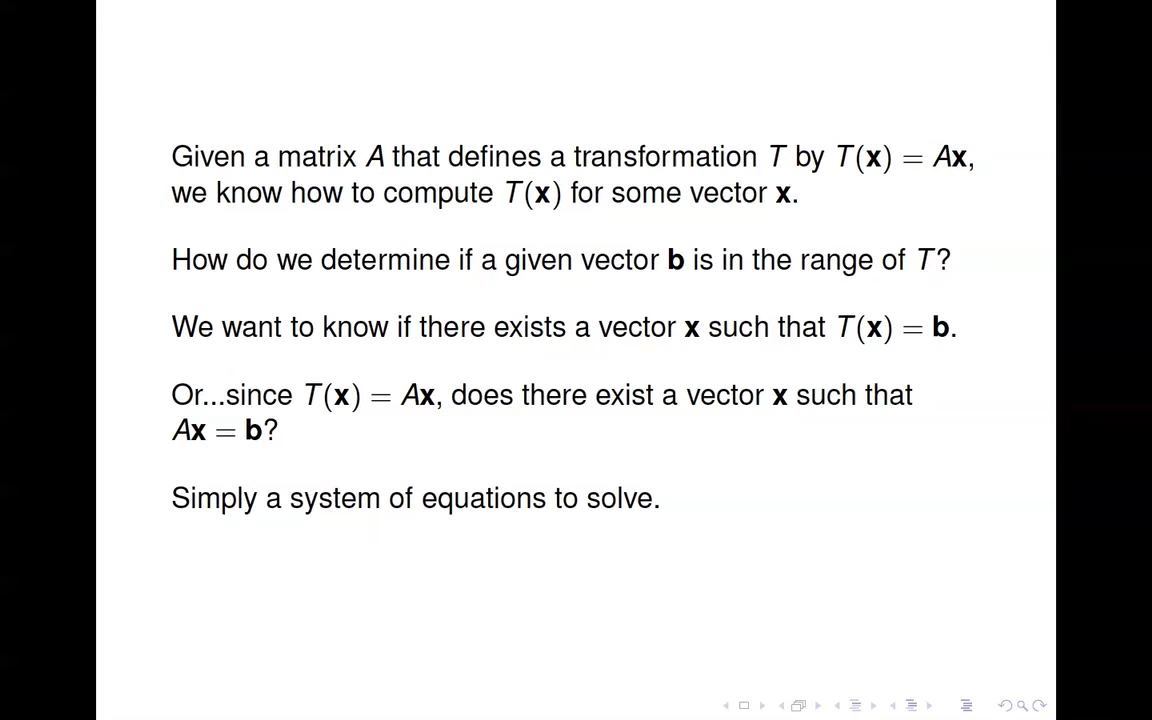 Given a matrix A that defines a transformation T by T(x) = Ax,
we know how to compute T(x) for some vector x.
How do we determine if a given vector b is in the range of T?
We want to know if there exists a vector x such that T(x) = b.
Or...since T(x) = Ax, does there exist a vector x such that
Ax = b?
Simply a system of equations to solve.